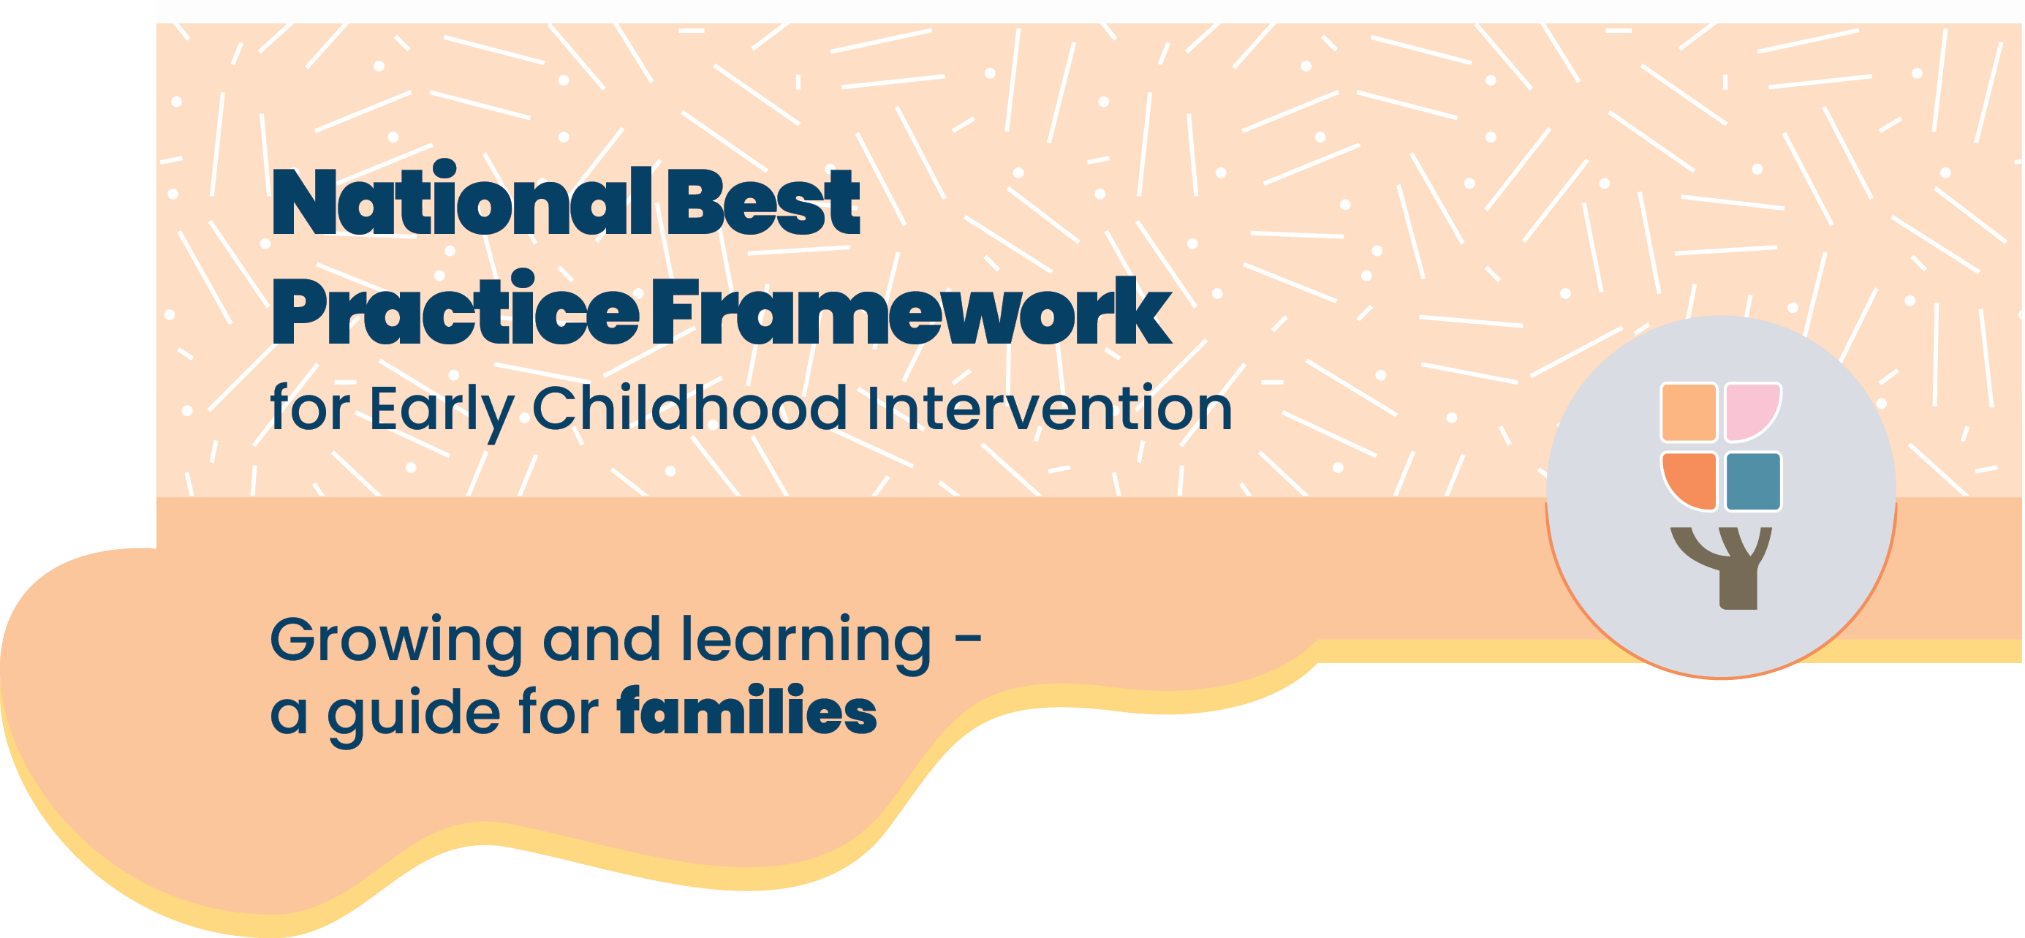 National Best
Practice Framework
for Early Childhood Intervention
Growing and learning -
a guide for families